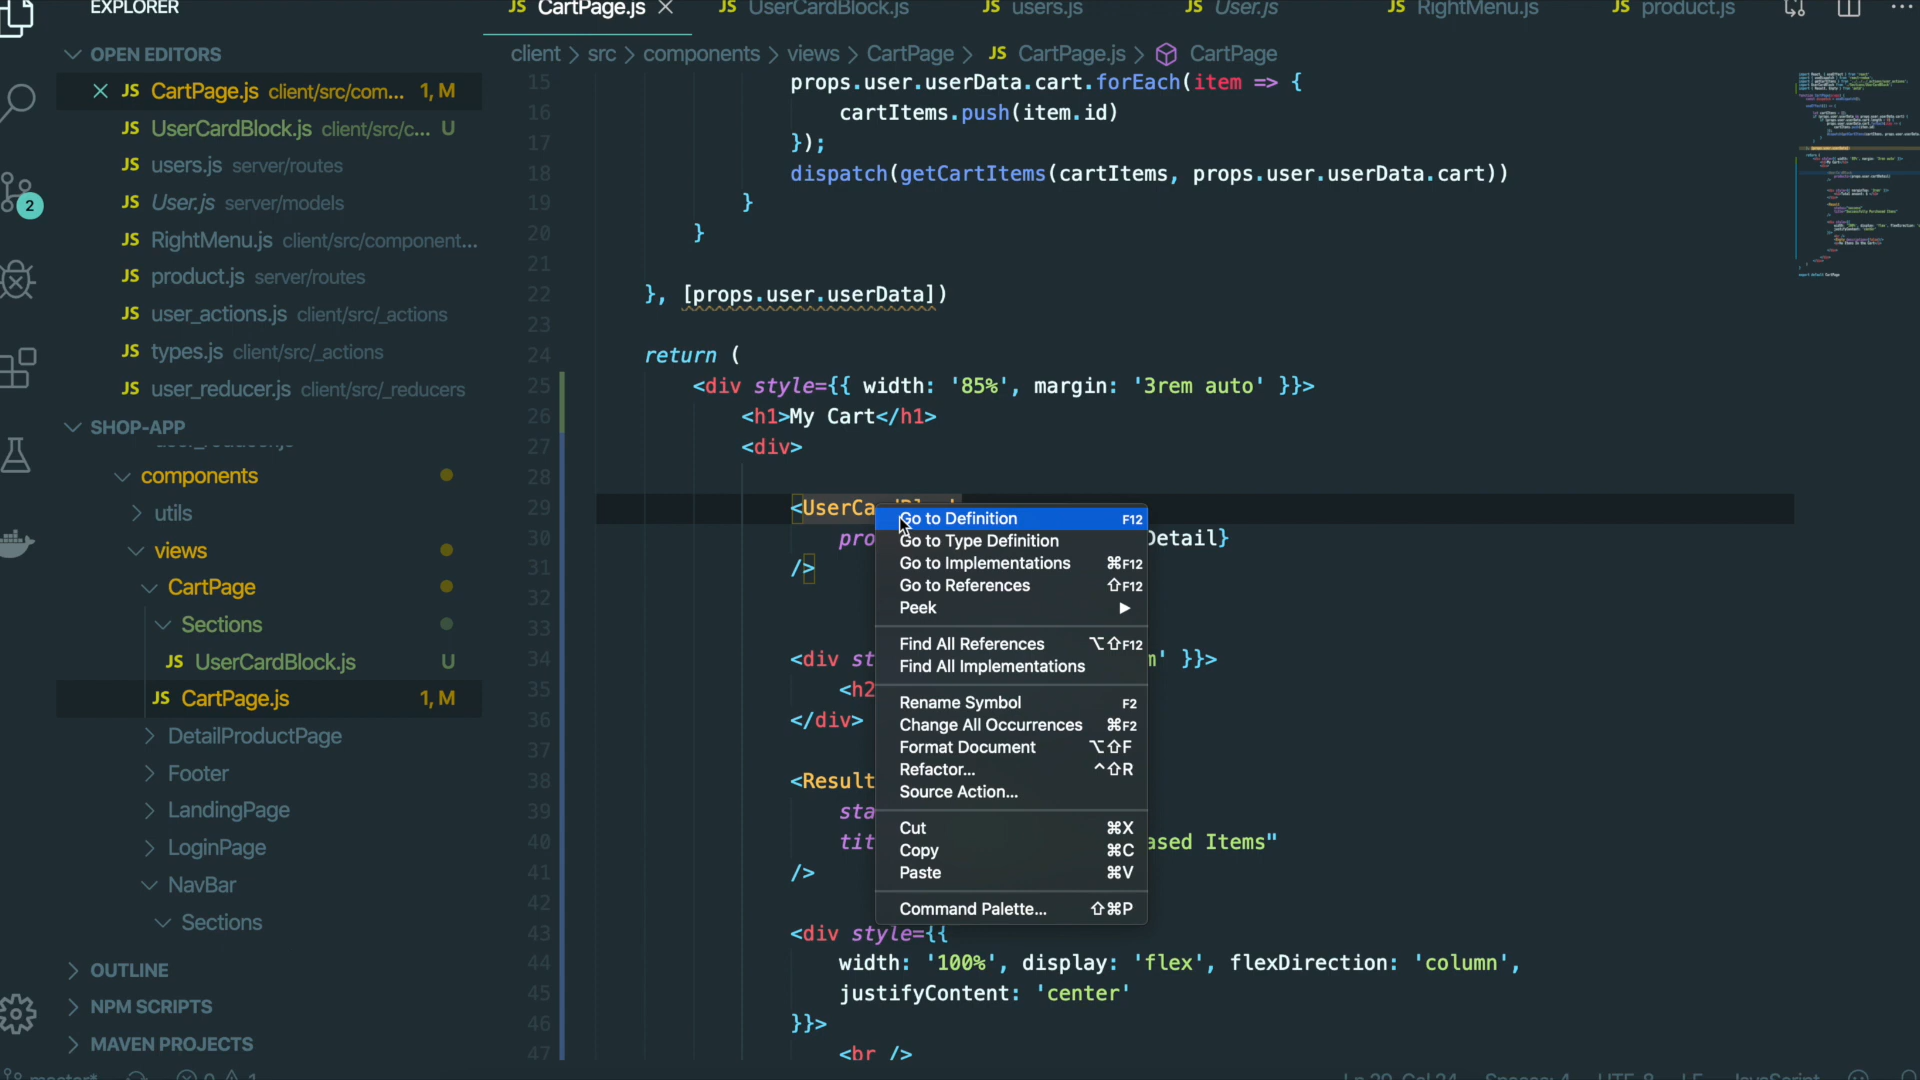 EXPLORER
JS CartPage.js
JS UserCardBlock.js
JS users.js
JS User.js
JS RightMenu.js
JS product.js
OPEN EDITORS
client > src > components > views > CartPage > JS CartPage.js > CartPage
JS CartPage.js client/src/com... 1, M
JS UserCardBlock.js client/src/c... U
JS users.js server/routes
JS User.js server/models
JS RightMenu.js client/src/component...
JS product.js server/routes
JS user_actions.js client/src/_actions
JS types.js client/src/_actions
JS user_reducer.js client/src/_reducers
SHOP-APP
components
utils
views
CartPage
Sections
JS UserCardBlock.js U
JS CartPage.js 1, M
DetailProductPage
Footer
LandingPage
LoginPage
NavBar
Sections
OUTLINE
NPM SCRIPTS
MAVEN PROJECTS
2
15 props.user.userData.cart.forEach(item => {
16 cartItems.push(item.id)
17 });
18 dispatch(getCartItems(cartItems, props.user.userData.cart))
19 }
20 }
21
22 }, [props.user.userData])
23
24 return (
25 <div style={{ width: '85%', margin: '3rem auto' }}>
26 <h1>My Cart</h1>
27 <div>
28
29 <UserCa
30 pro Detail}
31 />
32
33
34 <div st m' }}>
35 <h2
36 </div>
37
38 <Result
39 sta
40 tit ased Items"
41 />
42
43 <div style={{
44 width: '100%', display: 'flex', flexDirection: 'column',
45 justifyContent: 'center'
46 }}>
47 <br />
Go to Definition F12
Go to Type Definition
Go to Implementations ⌘F12
Go to References ⇧F12
Peek
Find All References ⌥⇧F12
Find All Implementations
Rename Symbol F2
Change All Occurrences ⌘F2
Format Document ⌥⇧F
Refactor... ^⇧R
Source Action...
Cut ⌘X
Copy ⌘C
Paste ⌘V
Command Palette... ⇧⌘P